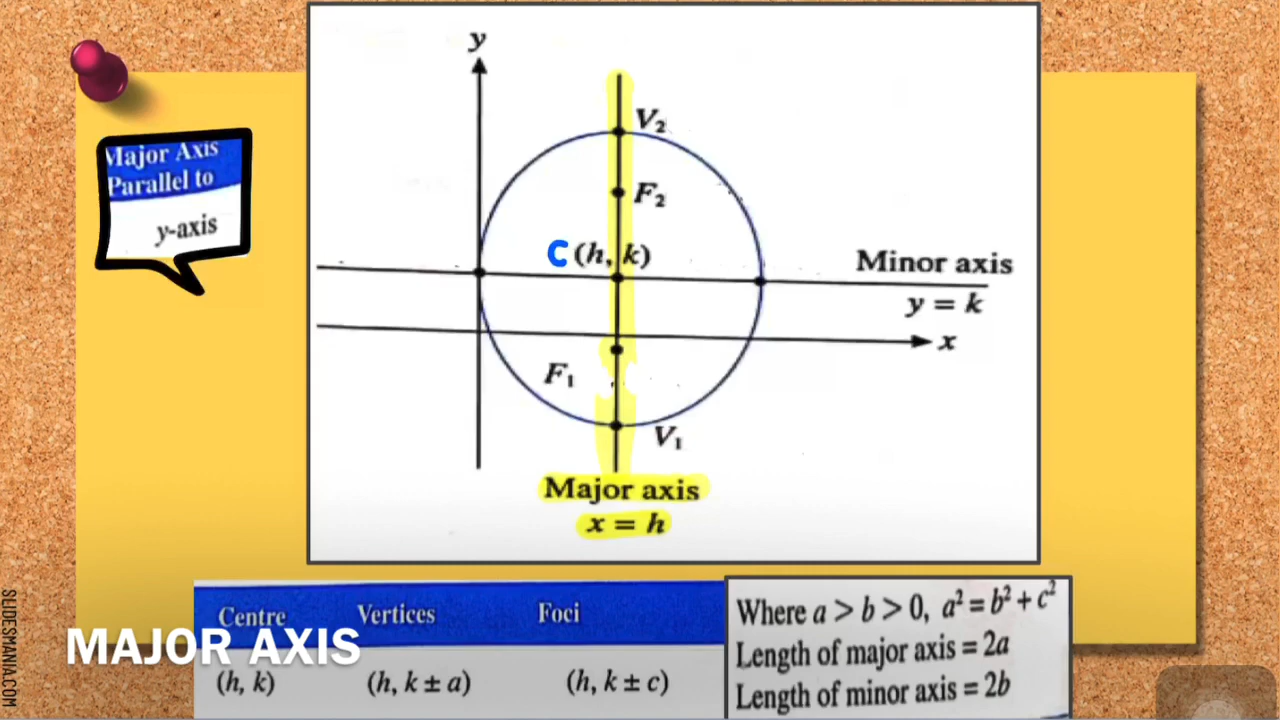 y
Major Axis
Parallel to
y-axis
V₂
F₂
C (h, k)
Minor axis
y = k
x
F₁
V₁
Major axis
x = h
Centre Vertices Foci
(h, k) (h, k ± a) (h, k ± c)
MAJOR AXIS
Where a > b > 0, a² = b² + c²
Length of major axis = 2a
Length of minor axis = 2b
SLIDESMANIA.COM